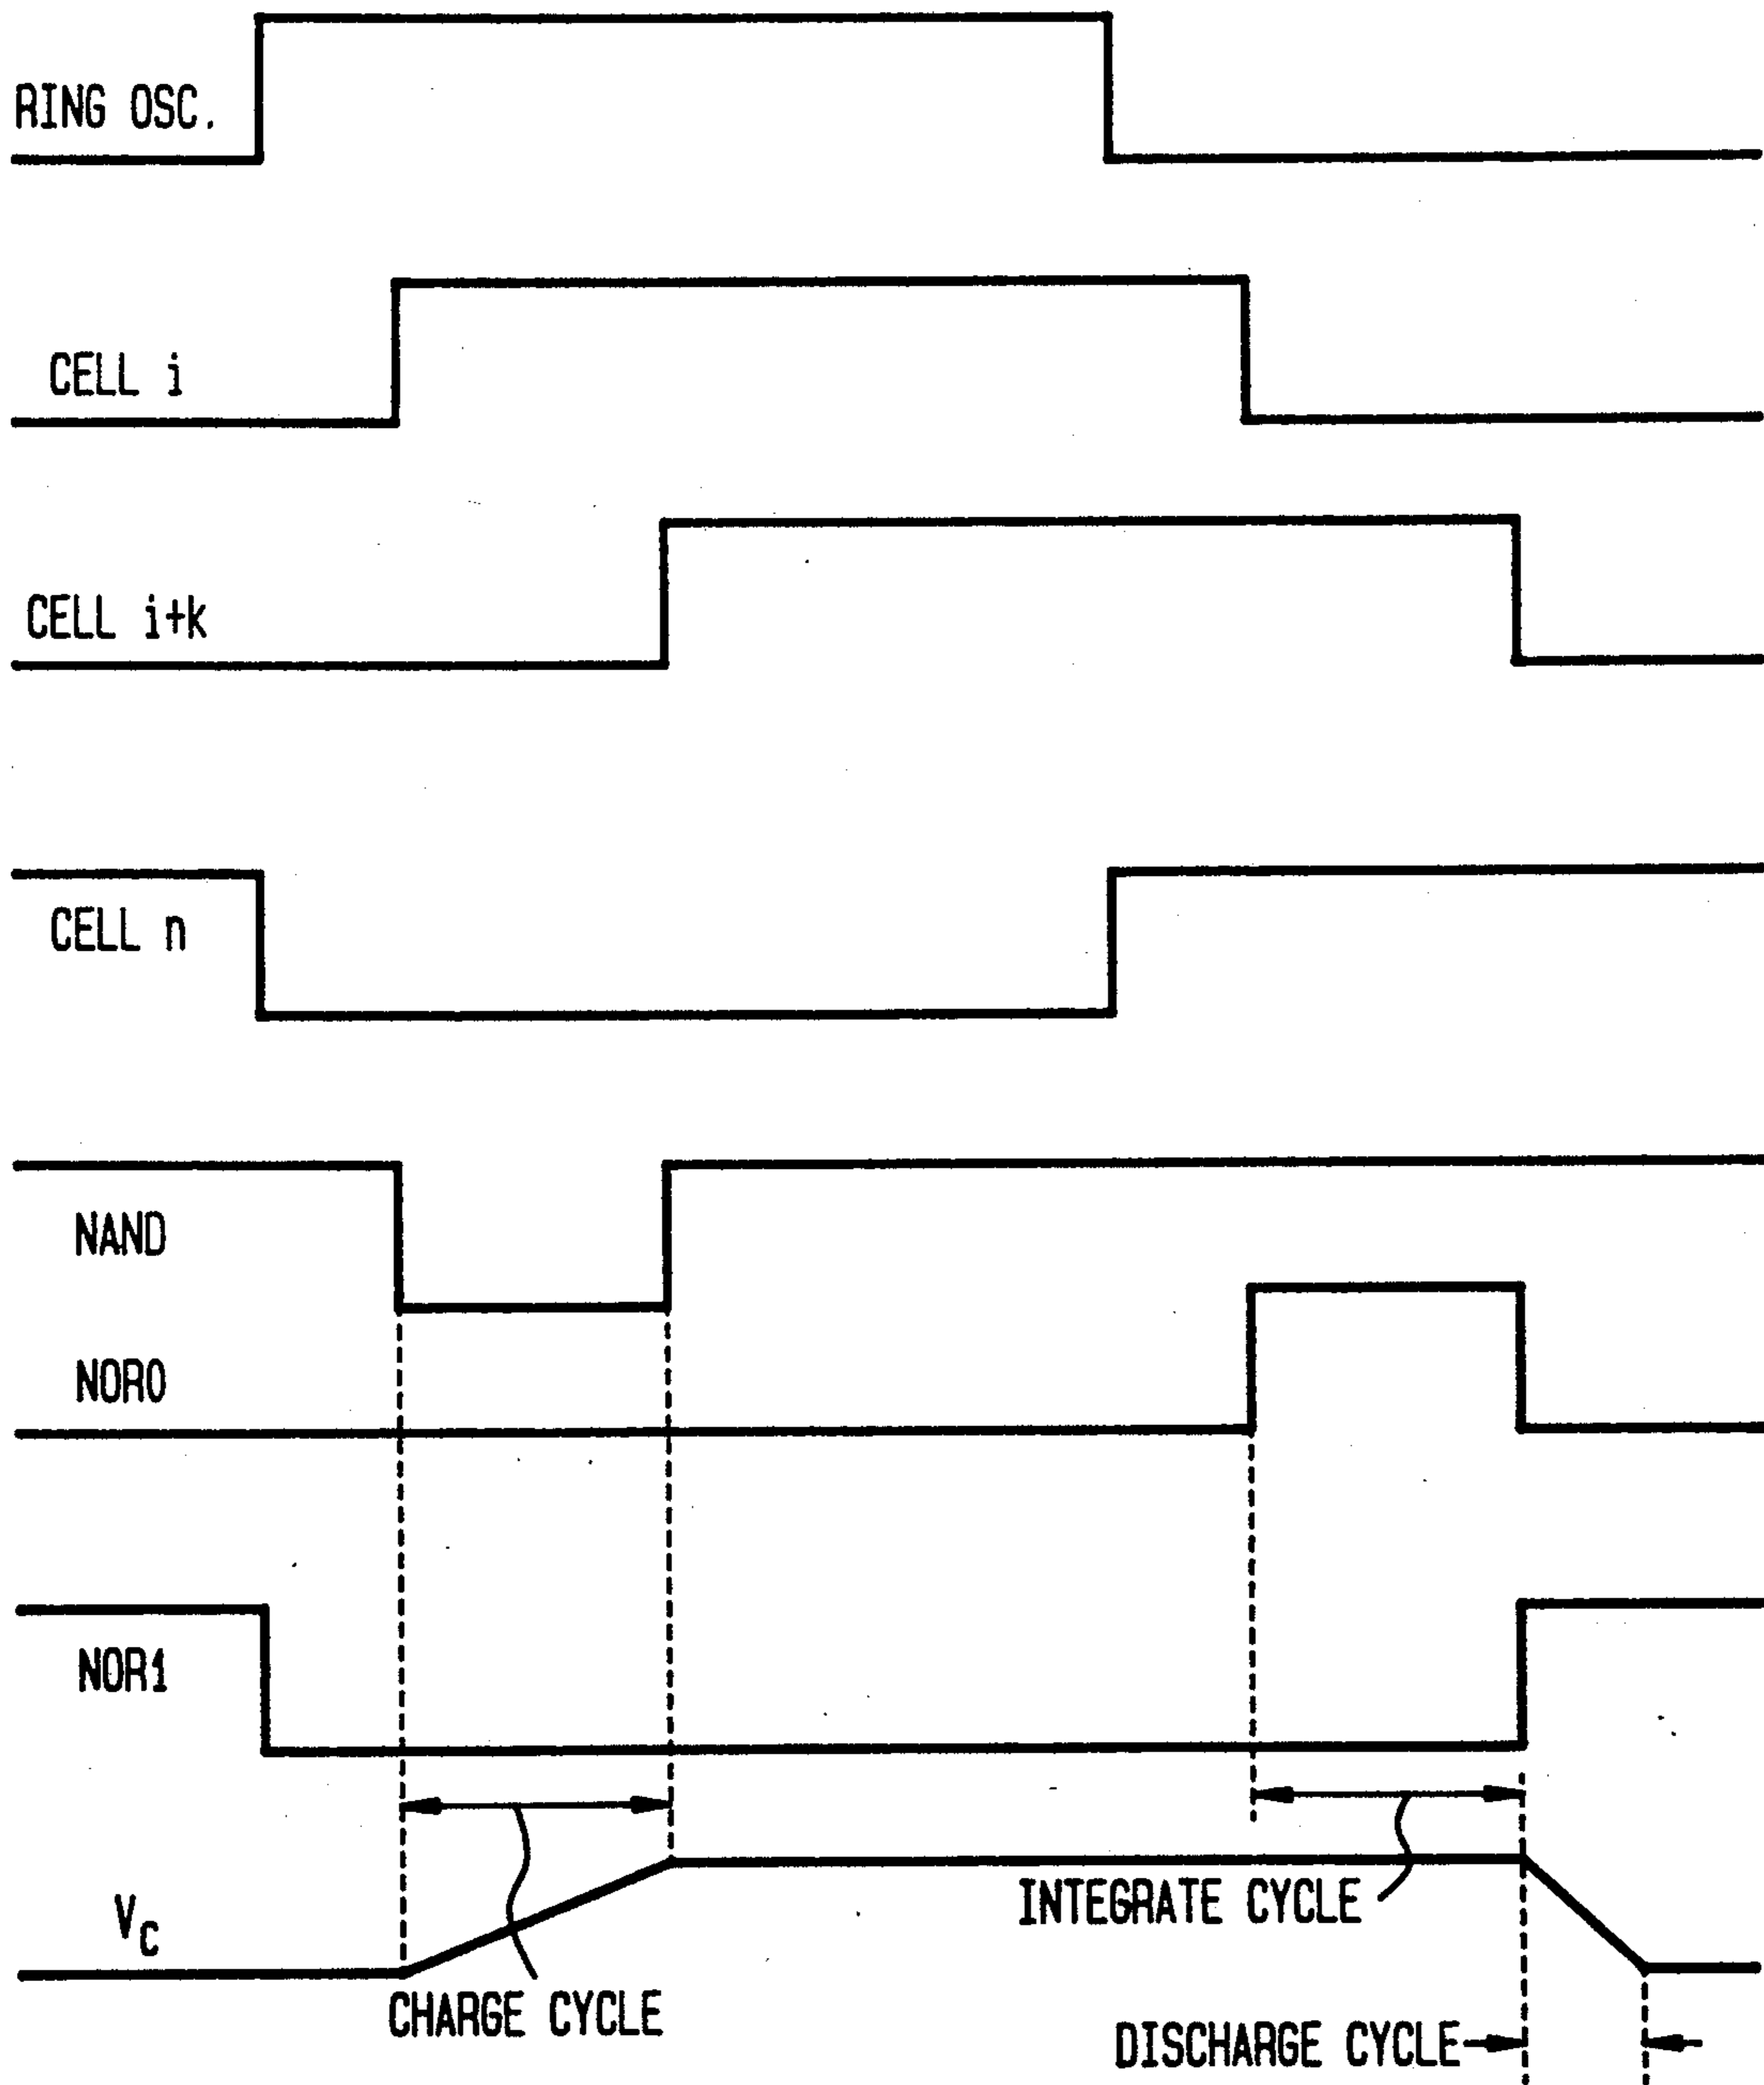 RING OSC.
CELL i
CELL i+k
CELL n
NAND
NOR0
NOR1
INTEGRATE CYCLE
VC
CHARGE CYCLE
DISCHARGE CYCLE